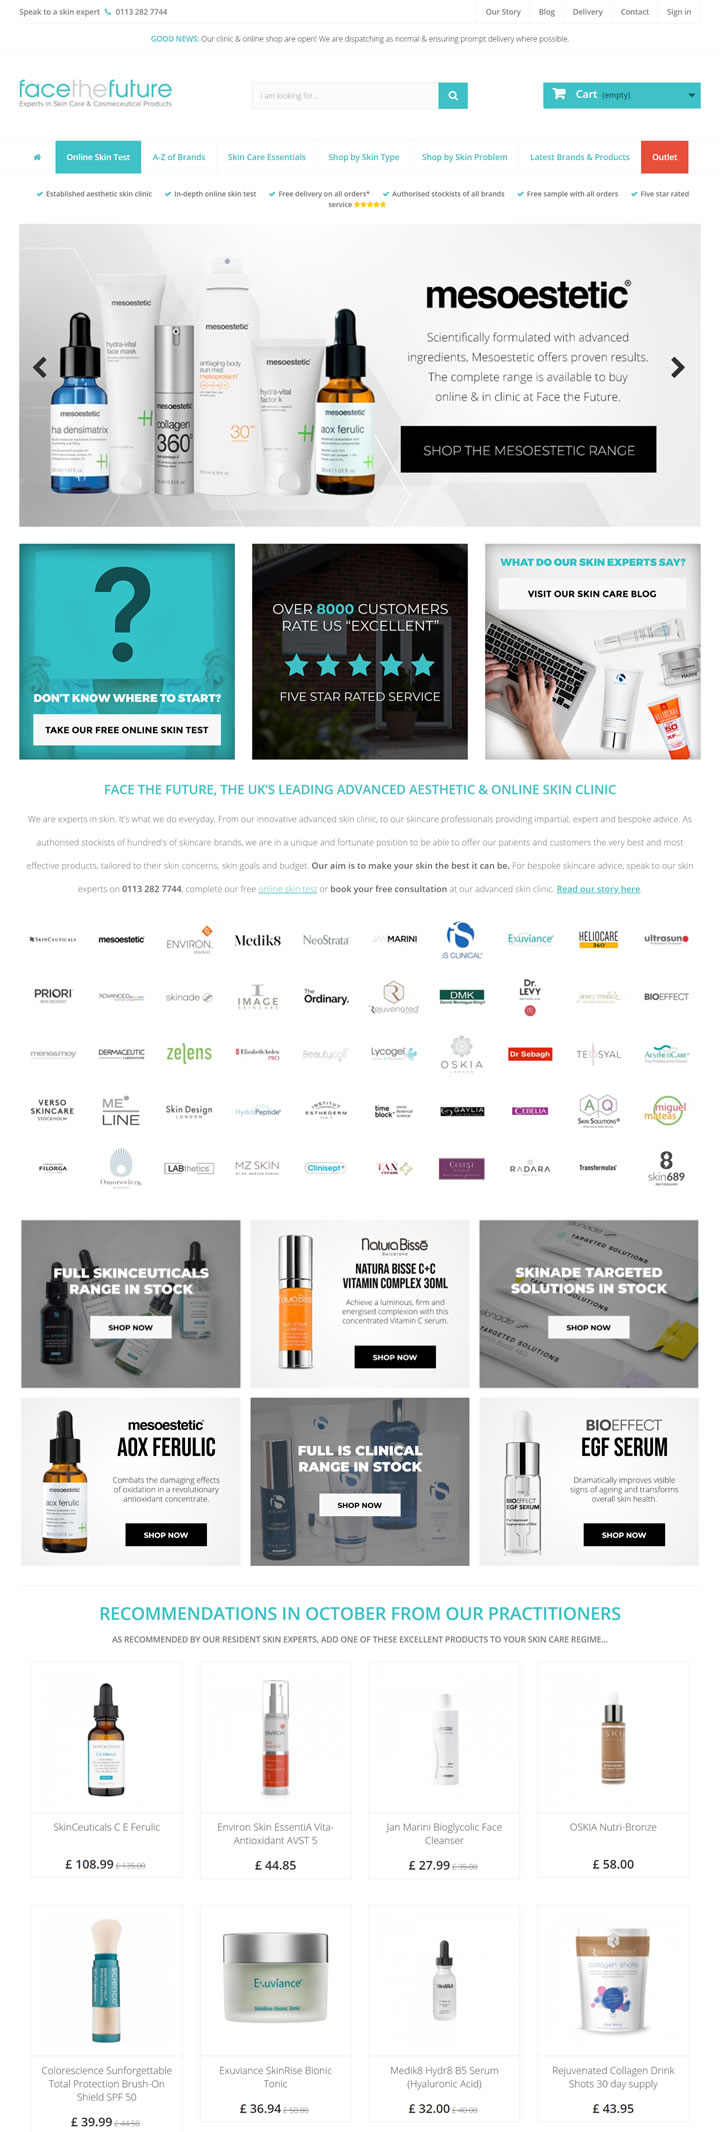 Speak to a skin expert 0113 282 7744
Our Story Blog Delivery Contact Sign in
GOOD NEWS: Our clinic & online shop are open! We are dispatching as normal & ensuring prompt delivery where possible.
facethefuture
Experts in Skin Care & Cosmeceutical Products
I am looking for...
Cart (empty)
Online Skin Test A-Z of Brands Skin Care Essentials Shop by Skin Type Shop by Skin Problem Latest Brands & Products Outlet
Established aesthetic skin clinic In-depth online skin test Free delivery on all orders* Authorised stockists of all brands Free sample with all orders Five star rated
service
mesoestetic®
Scientifically formulated with advanced
ingredients, Mesoestetic offers proven results.
The complete range is available to buy
online & in clinic at Face the Future.
SHOP THE MESOESTETIC RANGE
mesoestetic
hydra-vital
face mask
mesoestetic
antiaging body
sun mist
mesoprotech
30
mesoestetic
ha densimatrix
mesoestetic
collagen
360°
mesoestetic
hydra-vital
factor k
mesoestetic
aox ferulic
?
DON'T KNOW WHERE TO START?
TAKE OUR FREE ONLINE SKIN TEST
OVER 8000 CUSTOMERS
RATE US “EXCELLENT”
FIVE STAR RATED SERVICE
WHAT DO OUR SKIN EXPERTS SAY?
VISIT OUR SKIN CARE BLOG
FACE THE FUTURE, THE UK'S LEADING ADVANCED AESTHETIC & ONLINE SKIN CLINIC
We are experts in skin. It's what we do everyday. From our innovative advanced skin clinic, to our skincare professionals providing impartial, expert and bespoke advice. As
authorised stockists of hundred's of skincare brands, we are in a unique and fortunate position to be able to offer our patients and customers the very best and most
effective products, tailored to their skin concerns, skin goals and budget. Our aim is to make your skin the best it can be. For bespoke skincare advice, speak to our skin
experts on 0113 282 7744, complete our free online skin test or book your free consultation at our advanced skin clinic. Read our story here.
SKINCEUTICALS mesoestetic ENVIRON. Medik8 NeoStrata JAN MARINI iS CLINICAL Exuviance HELIOCARE 360° ultrasun
PRIORI skinade IMAGE SKINCARE The Ordinary. Rejuvenated DMK Dr. LEVY BIOEFFECT
menesmoy DERMACEUTIC zelens Elizabeth Arden PRO Beautycoll Lycogel OSKIA Dr Sebagh TEOSYAL AESTHETICARE
VERSO SKINCARE STOCKHOLM ME LINE Skin Design LONDON HydroPeptide INSTITUT ESTHEDERM time block GAYLIA CEBELIA AQ SKIN SOLUTIONS miguel mateas
FILORGA Omorovicza LABthetics MZ SKIN Clinisept+ TAN RADARA Transformulas 8 skin689
FULL SKINCEUTICALS
RANGE IN STOCK
SHOP NOW
Natura Bissé
Barcelona
NATURA BISSE C+C
VITAMIN COMPLEX 30ML
Achieve a luminous, firm and
energised complexion with this
concentrated Vitamin C serum.
SHOP NOW
SKINADE TARGETED
SOLUTIONS IN STOCK
SHOP NOW
mesoestetic
AOX FERULIC
Combats the damaging effects
of oxidation in a revolutionary
antioxidant concentrate.
SHOP NOW
FULL IS CLINICAL
RANGE IN STOCK
SHOP NOW
BIOEFFECT
EGF SERUM
Dramatically improves visible
signs of ageing and transforms
overall skin health.
SHOP NOW
RECOMMENDATIONS IN OCTOBER FROM OUR PRACTITIONERS
AS RECOMMENDED BY OUR RESIDENT SKIN EXPERTS, ADD ONE OF THESE EXCELLENT PRODUCTS TO YOUR SKIN CARE REGIME...
SkinCeuticals C E Ferulic
£ 108.99 £ 135.00
Environ Skin EssentiA Vita-
Antioxidant AVST 5
£ 44.85
Jan Marini Bioglycolic Face
Cleanser
£ 27.99 £ 35.00
OSKIA Nutri-Bronze
£ 58.00
Colorescience Sunforgettable
Total Protection Brush-On
Shield SPF 50
£ 39.99 £ 44.50
Exuviance SkinRise Bionic
Tonic
£ 36.94 £ 50.00
Medik8 Hydr8 B5 Serum
(Hyaluronic Acid)
£ 32.00 £ 40.00
Rejuvenated Collagen Drink
Shots 30 day supply
£ 43.95